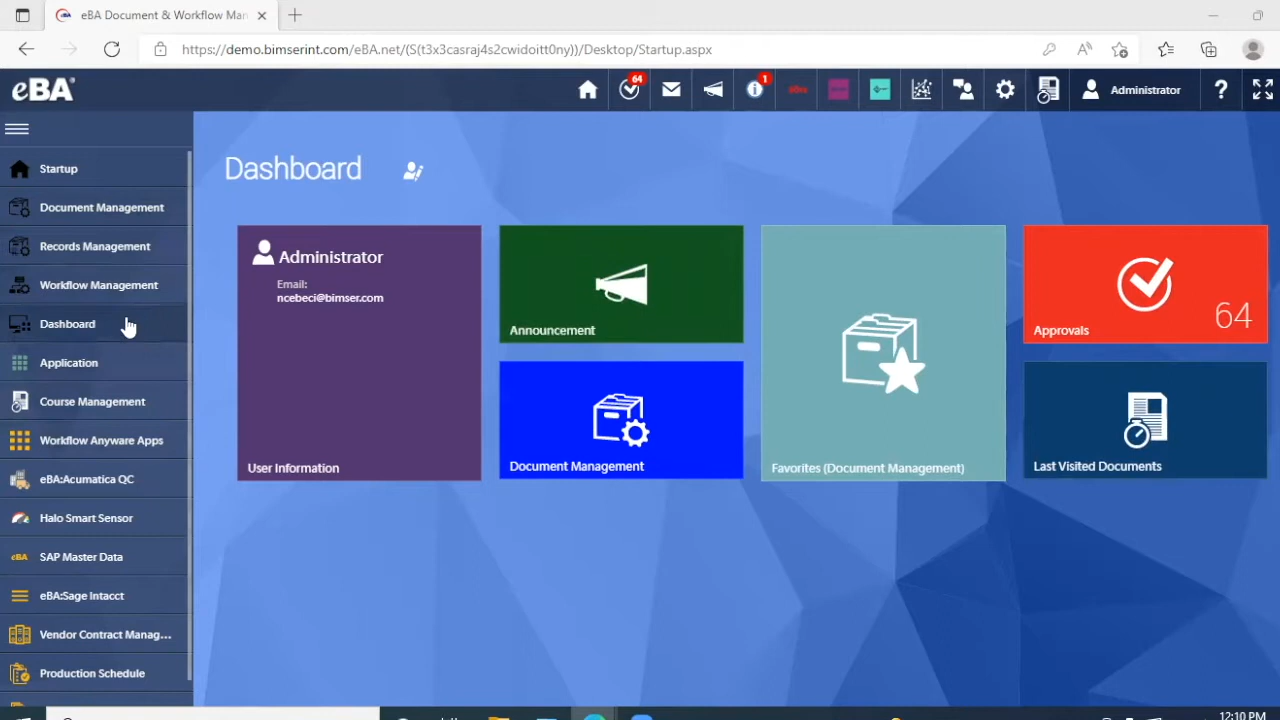 eBA Document & Workflow Man
https://demo.bimserint.com/eBA.net/(S(t3x3casraj4s2cwidoitt0ny))/Desktop/Startup.aspx
eBA®
64
1
Administrator
?
Startup
Document Management
Records Management
Workflow Management
Dashboard
Application
Course Management
Workflow Anyware Apps
eBA:Acumatica QC
Halo Smart Sensor
eBA SAP Master Data
eBA:Sage Intacct
Vendor Contract Manag...
Production Schedule
Dashboard
Administrator
Email:
ncebeci@bimser.com
User Information
Announcement
Document Management
Favorites (Document Management)
Approvals
64
Last Visited Documents
12:10 PM